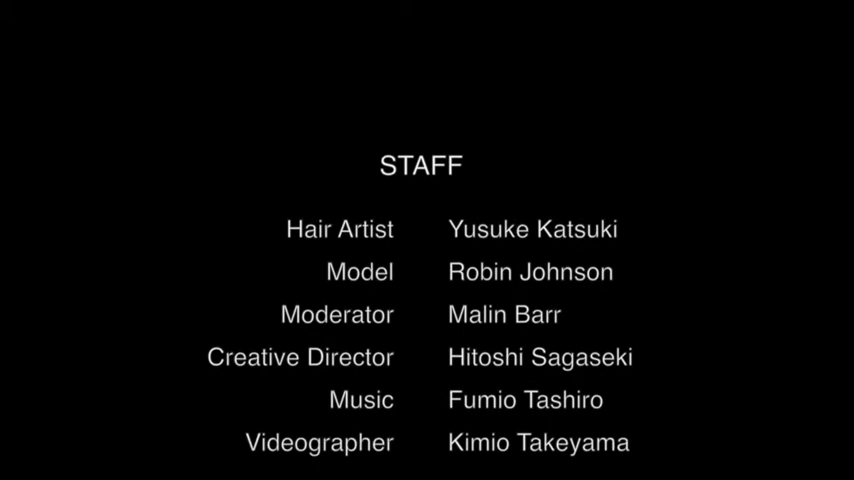 STAFF
Hair Artist Yusuke Katsuki
Model Robin Johnson
Moderator Malin Barr
Creative Director Hitoshi Sagaseki
Music Fumio Tashiro
Videographer Kimio Takeyama